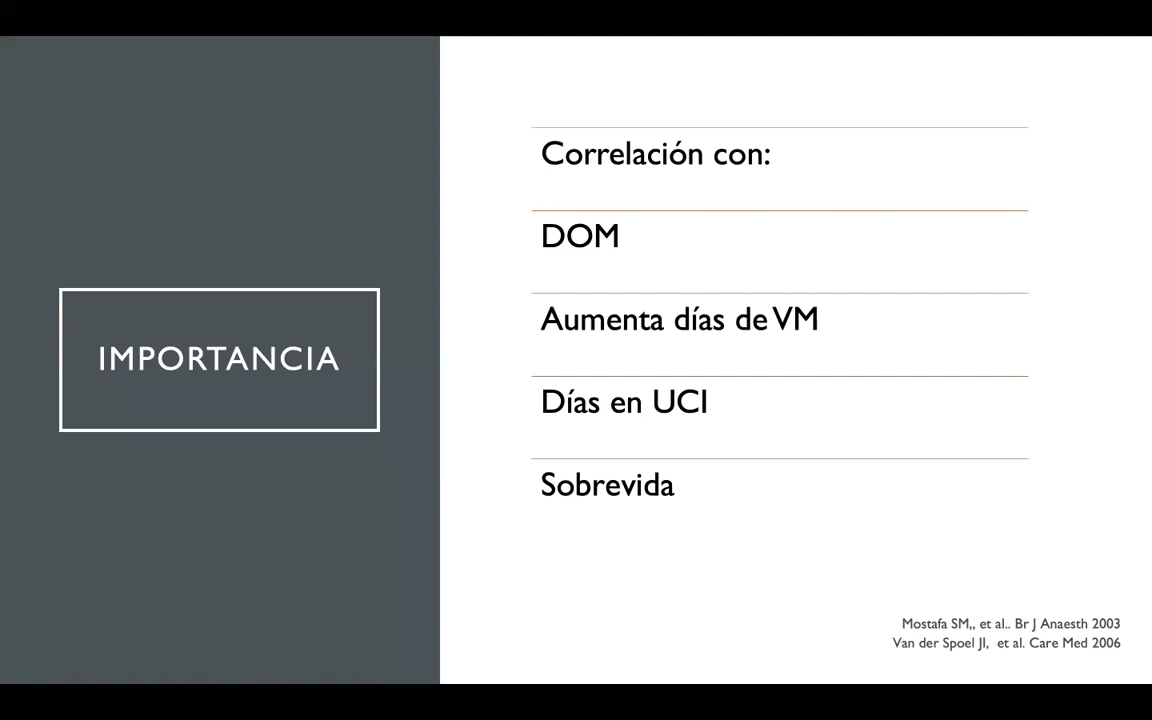 IMPORTANCIA
Correlación con:
DOM
Aumenta días de VM
Días en UCI
Sobrevida
Mostafa SM,, et al.. Br J Anaesth 2003
Van der Spoel JI, et al. Care Med 2006